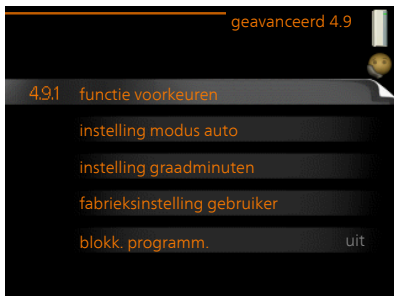 geavanceerd 4.9
4.9.1 functie voorkeuren
instelling modus auto
instelling graadminuten
fabrieksinstelling gebruiker
blokk. programm. uit